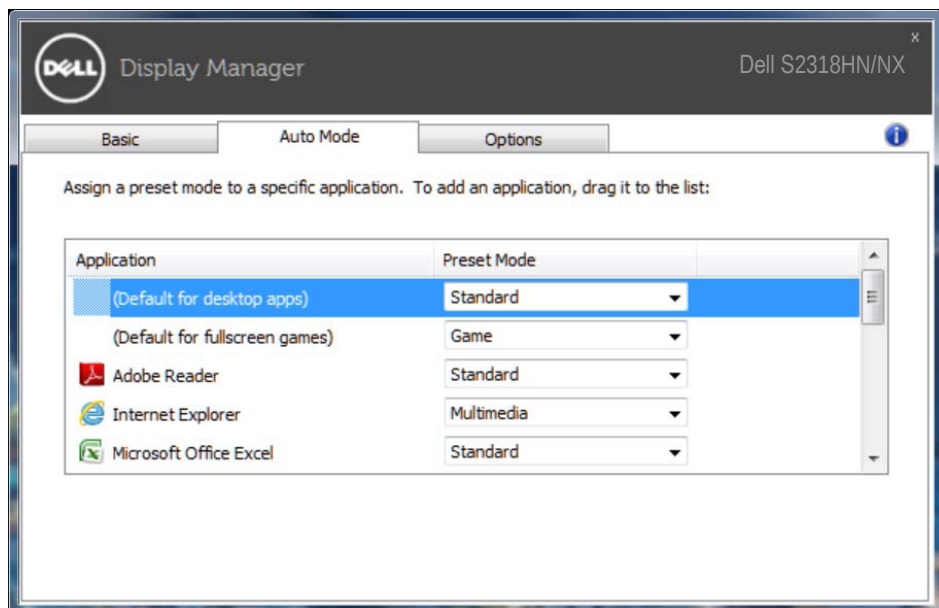 x
DELL Display Manager
Dell S2318HN/NX
Basic Auto Mode Options i
Assign a preset mode to a specific application. To add an application, drag it to the list:
Application Preset Mode
(Default for desktop apps) Standard
(Default for fullscreen games) Game
Adobe Reader Standard
Internet Explorer Multimedia
Microsoft Office Excel Standard